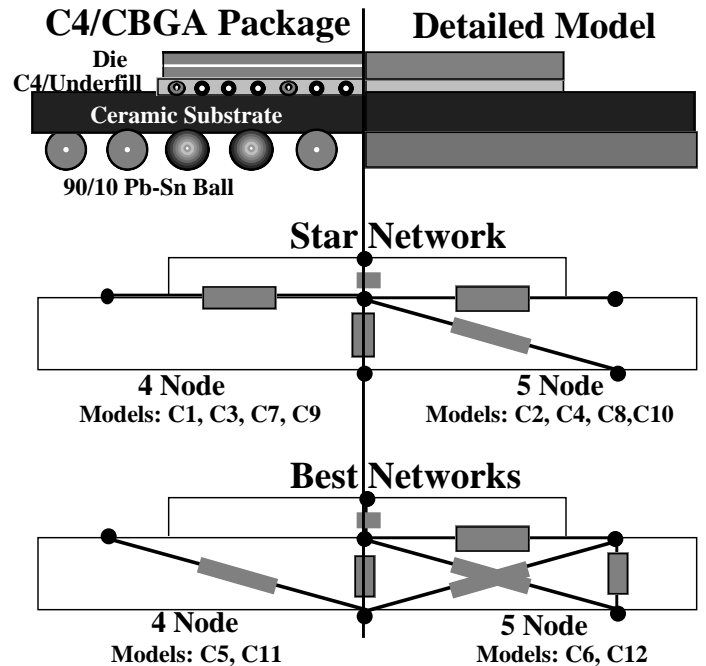 C4/CBGA Package
Detailed Model
Die
C4/Underfill
Ceramic Substrate
90/10 Pb-Sn Ball
Star Network
4 Node
Models: C1, C3, C7, C9
5 Node
Models: C2, C4, C8,C10
Best Networks
4 Node
Models: C5, C11
5 Node
Models: C6, C12